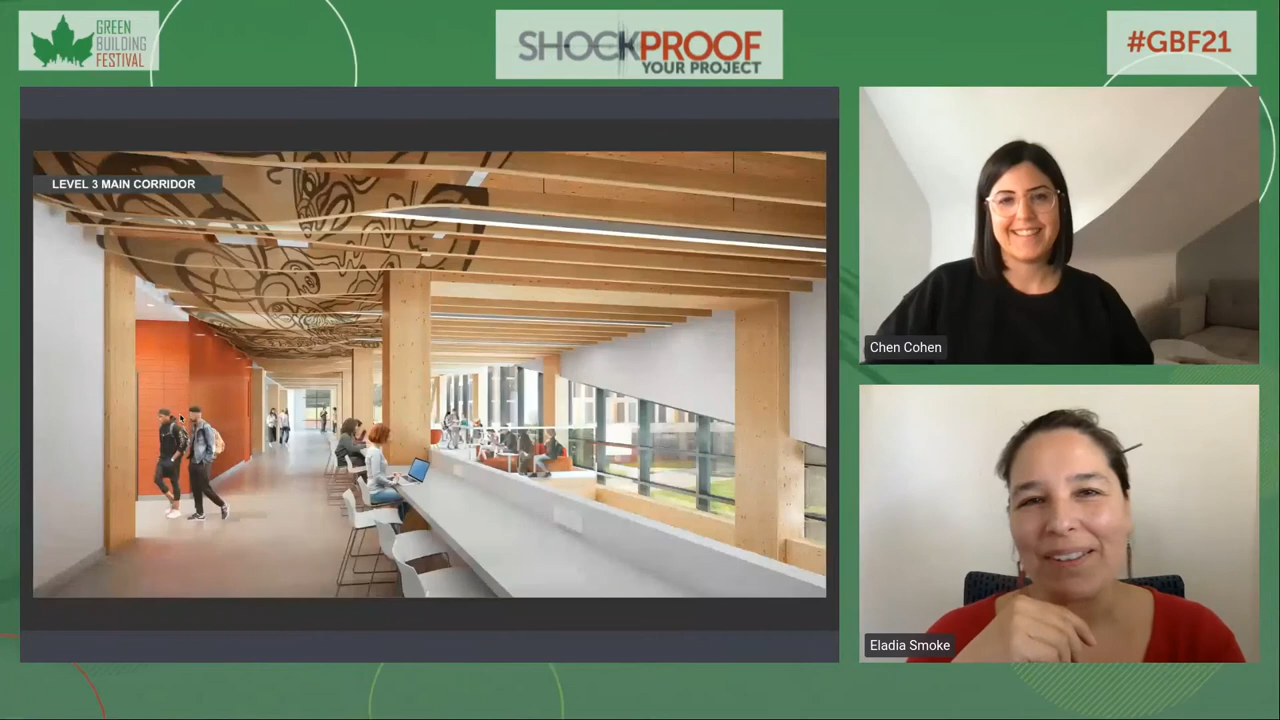 GREEN
BUILDING
FESTIVAL
SHOCKPROOF
YOUR PROJECT
#GBF21
LEVEL 3 MAIN CORRIDOR
Chen Cohen
Eladia Smoke